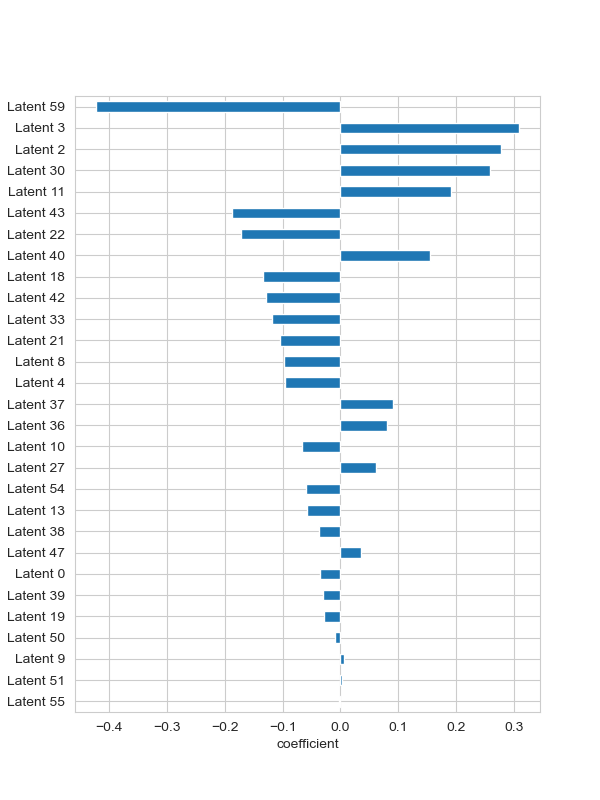 Latent 59
Latent 3
Latent 2
Latent 30
Latent 11
Latent 43
Latent 22
Latent 40
Latent 18
Latent 42
Latent 33
Latent 21
Latent 8
Latent 4
Latent 37
Latent 36
Latent 10
Latent 27
Latent 54
Latent 13
Latent 38
Latent 47
Latent 0
Latent 39
Latent 19
Latent 50
Latent 9
Latent 51
Latent 55
−0.4 −0.3 −0.2 −0.1 0.0 0.1 0.2 0.3
coefficient